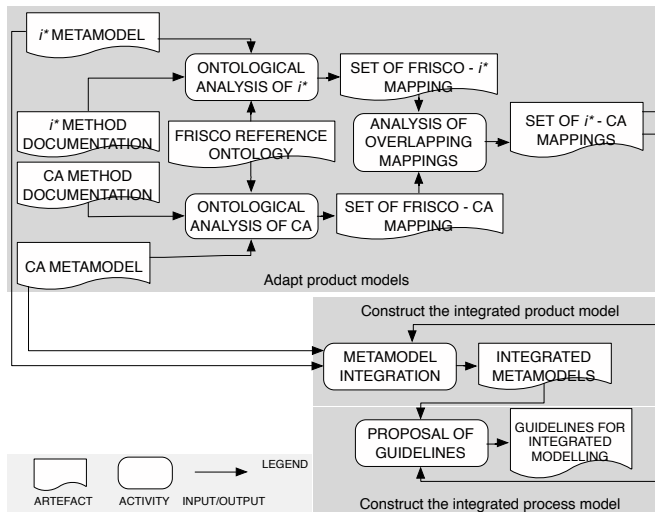 i* METAMODEL
ONTOLOGICAL
ANALYSIS OF i*
SET OF FRISCO - i*
MAPPING
i* METHOD
DOCUMENTATION
FRISCO REFERENCE
ONTOLOGY
ANALYSIS OF
OVERLAPPING
MAPPINGS
SET OF i* - CA
MAPPINGS
CA METHOD
DOCUMENTATION
ONTOLOGICAL
ANALYSIS OF CA
SET OF FRISCO - CA
MAPPING
CA METAMODEL
Adapt product models
Construct the integrated product model
METAMODEL
INTEGRATION
INTEGRATED
METAMODELS
PROPOSAL OF
GUIDELINES
GUIDELINES FOR
INTEGRATED
MODELLING
Construct the integrated process model
LEGEND
ARTEFACT
ACTIVITY
INPUT/OUTPUT